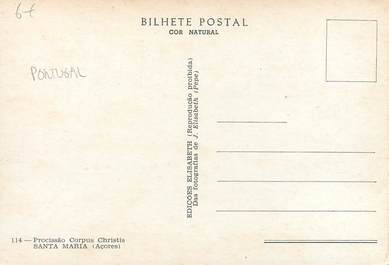 6+
BILHETE POSTAL
COR NATURAL
PORTUGAL
EDIÇÕES ELISABETH (Reprodução proibida)
Das fotografias de J. Elisabeth (Pepe)
114 — Procissão Corpus Christis
SANTA MARIA (Açores)